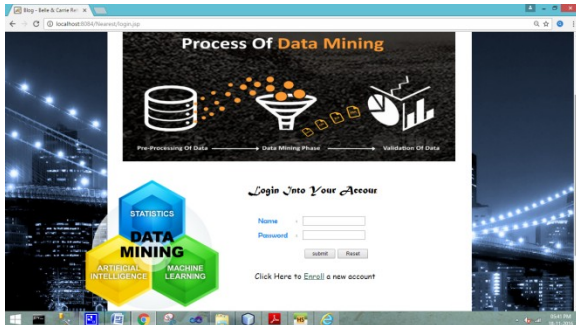 Blog - Belle & Carrie Re
localhost:8084/Nearest/login.jsp
Process Of Data Mining
Pre-Processing Of Data
Data Mining Phase
Validation Of Data
Login Into Your Accour
STATISTICS
DATA
MINING
ARTIFICIAL
INTELLIGENCE
MACHINE
LEARNING
Name :
Password :
submit Reset
Click Here to Enroll a new account